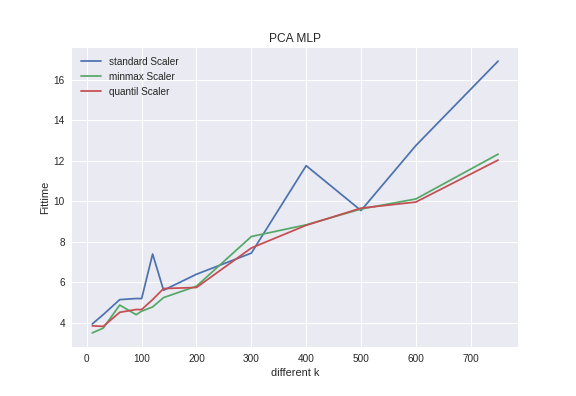 PCA MLP
standard Scaler
minmax Scaler
quantil Scaler
Fittime
16
14
12
10
8
6
4
0 100 200 300 400 500 600 700
different k